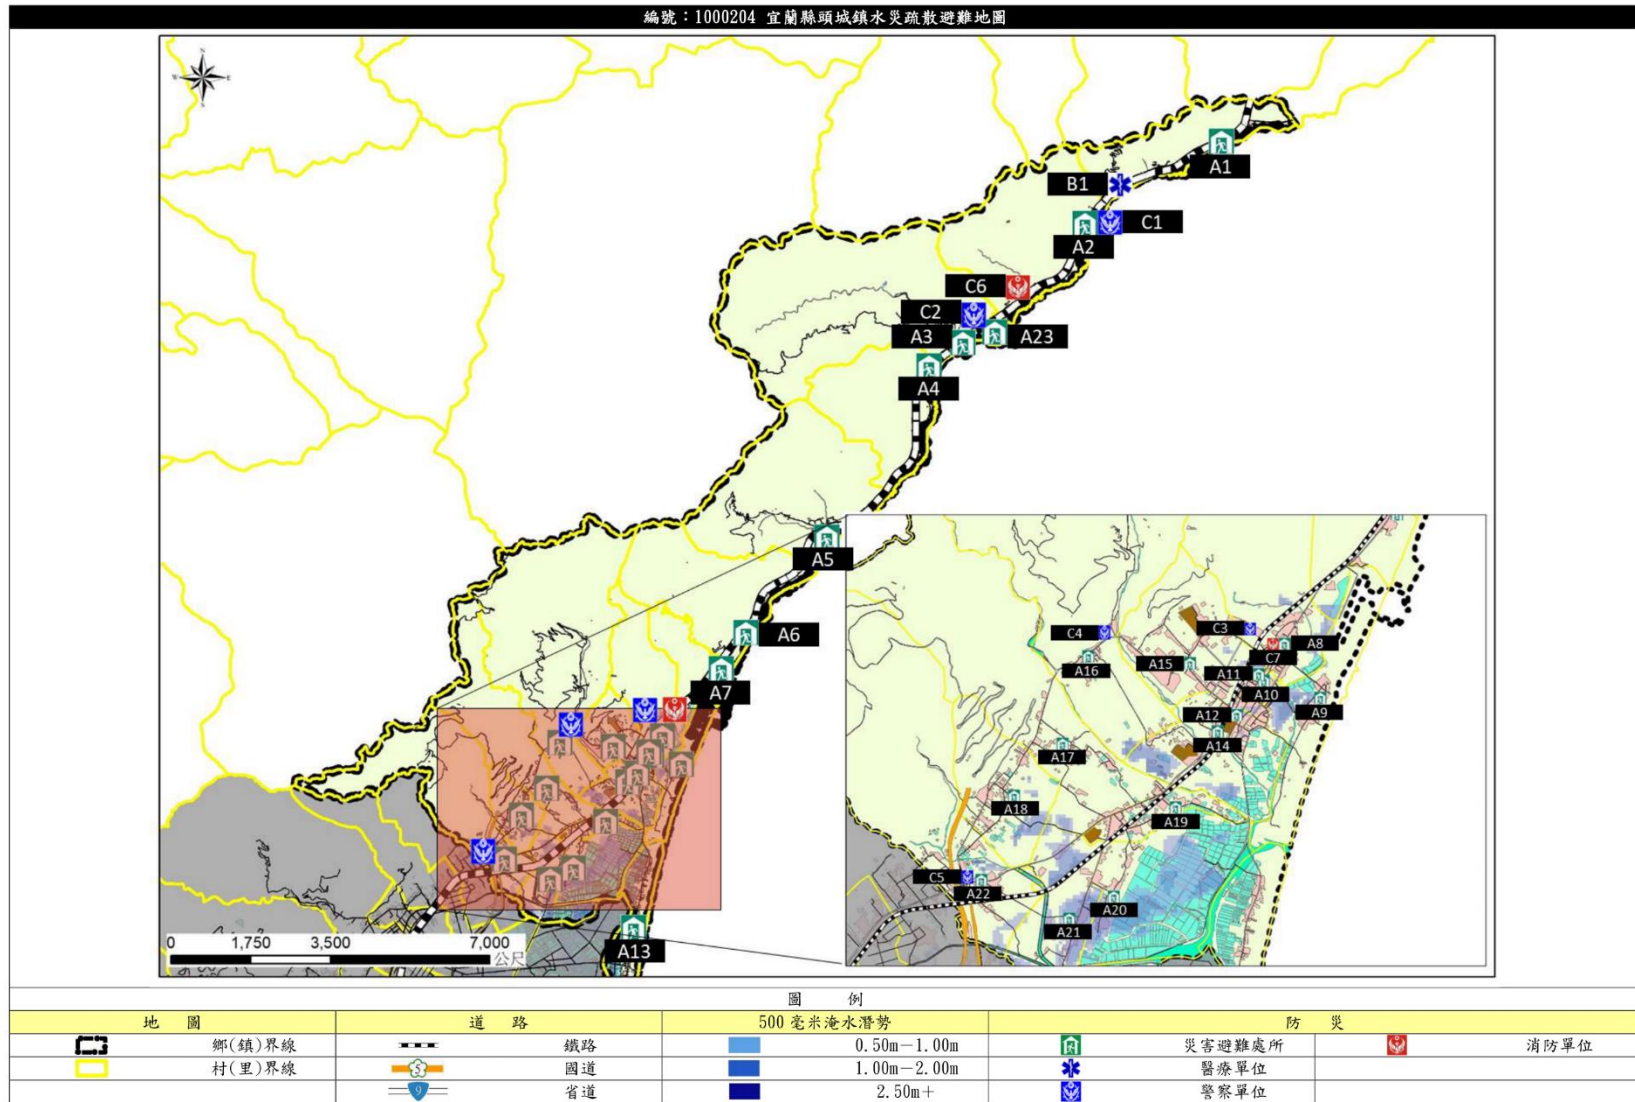 編號：1000204 宜蘭縣頭城鎮水災疏散避難地圖
N
W
E
S
A1
B1
C1
A2
C6
C2
A3
A23
A4
A5
A6
A7
A13
C4
C3
A8
A16
A15
C7
A11
A10
A9
A12
A14
A17
A18
A19
C5
A22
A20
A21
0 1,750 3,500 7,000
公尺
圖 例
地 圖 道 路 500 毫米淹水潛勢 防 災
鄉(鎮)界線 鐵路 0.50m－1.00m 災害避難處所 消防單位
村(里)界線 5 國道 1.00m－2.00m 醫療單位
9 省道 2.50m+ 警察單位